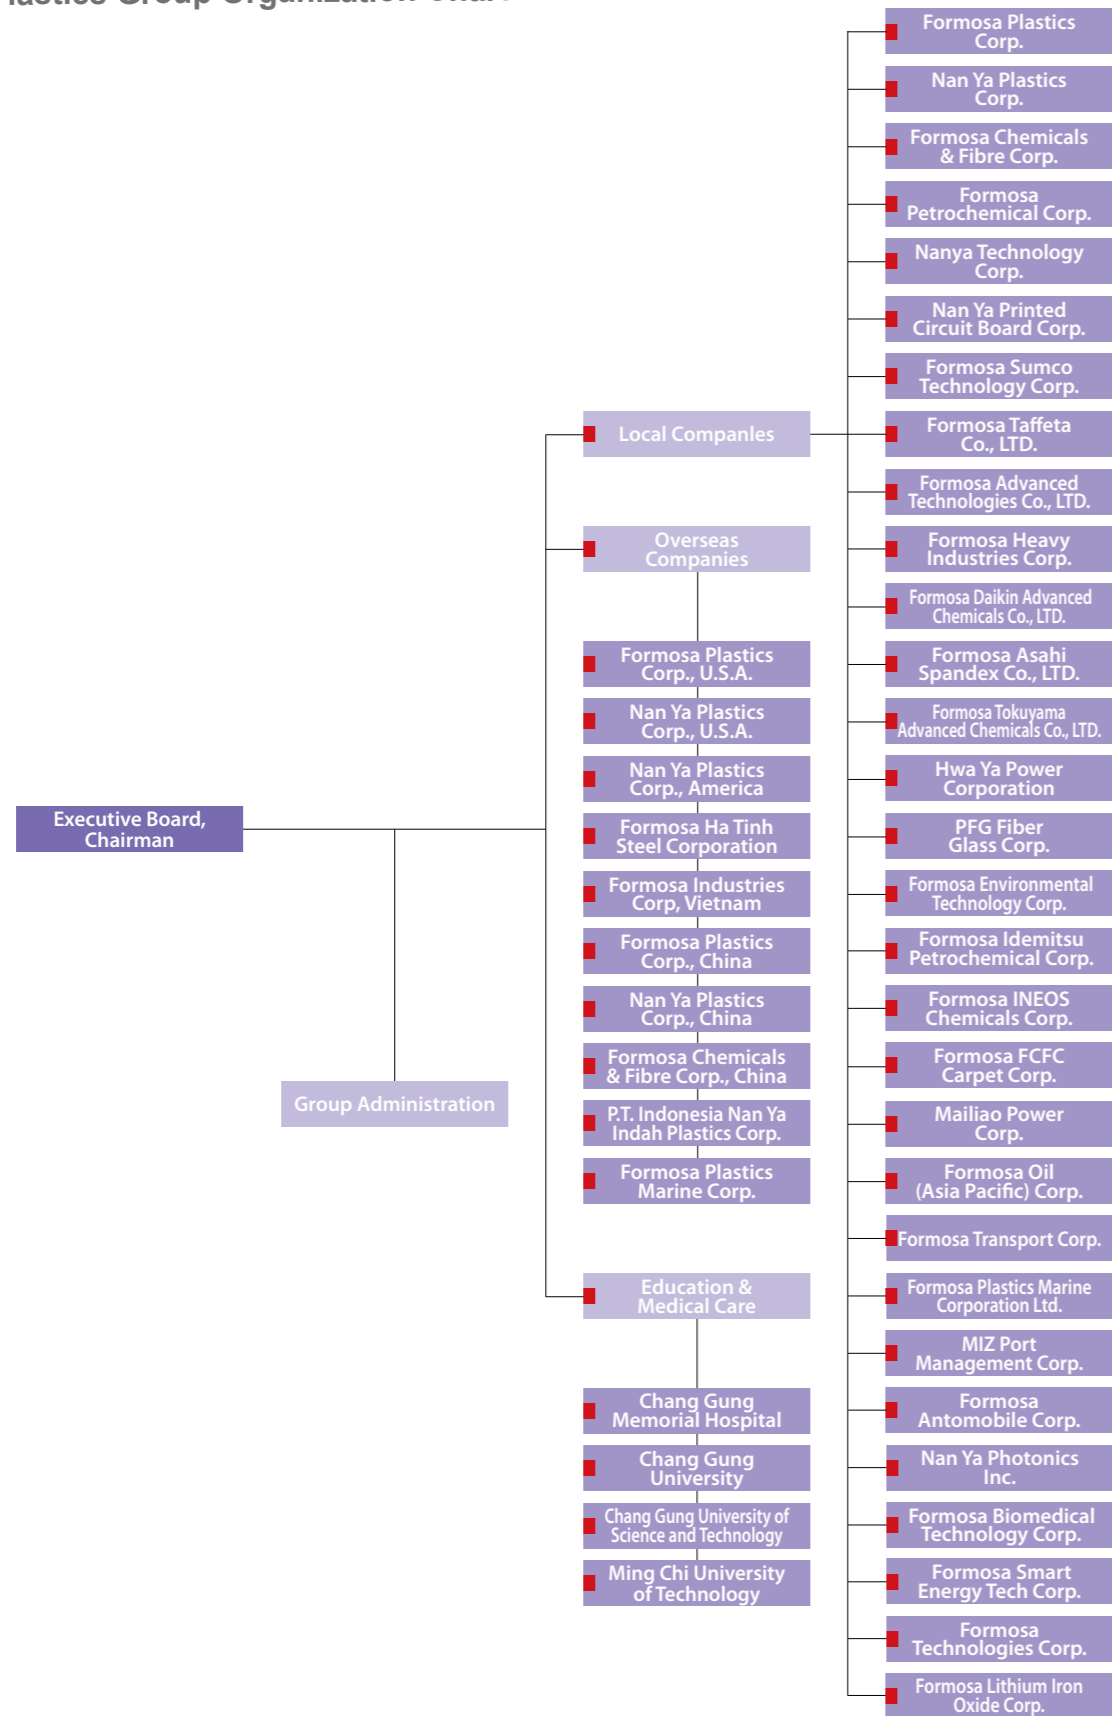 Executive Board,
Chairman
Group Administration
Local Companles
Overseas
Companies
Formosa Plastics
Corp., U.S.A.
Nan Ya Plastics
Corp., U.S.A.
Nan Ya Plastics
Corp., America
Formosa Ha Tinh
Steel Corporation
Formosa Industries
Corp, Vietnam
Formosa Plastics
Corp., China
Nan Ya Plastics
Corp., China
Formosa Chemicals
& Fibre Corp., China
P.T. Indonesia Nan Ya
Indah Plastics Corp.
Formosa Plastics
Marine Corp.
Education &
Medical Care
Chang Gung
Memorial Hospital
Chang Gung
University
Chang Gung University of
Science and Technology
Ming Chi University
of Technology
Formosa Plastics
Corp.
Nan Ya Plastics
Corp.
Formosa Chemicals
& Fibre Corp.
Formosa
Petrochemical Corp.
Nanya Technology
Corp.
Nan Ya Printed
Circuit Board Corp.
Formosa Sumco
Technology Corp.
Formosa Taffeta
Co., LTD.
Formosa Advanced
Technologies Co., LTD.
Formosa Heavy
Industries Corp.
Formosa Daikin Advanced
Chemicals Co., LTD.
Formosa Asahi
Spandex Co., LTD.
Formosa Tokuyama
Advanced Chemicals Co., LTD.
Hwa Ya Power
Corporation
PFG Fiber
Glass Corp.
Formosa Environmental
Technology Corp.
Formosa Idemitsu
Petrochemical Corp.
Formosa INEOS
Chemicals Corp.
Formosa FCFC
Carpet Corp.
Mailiao Power
Corp.
Formosa Oil
(Asia Pacific) Corp.
Formosa Transport Corp.
Formosa Plastics Marine
Corporation Ltd.
MIZ Port
Management Corp.
Formosa
Antomobile Corp.
Nan Ya Photonics
Inc.
Formosa Biomedical
Technology Corp.
Formosa Smart
Energy Tech Corp.
Formosa
Technologies Corp.
Formosa Lithium Iron
Oxide Corp.